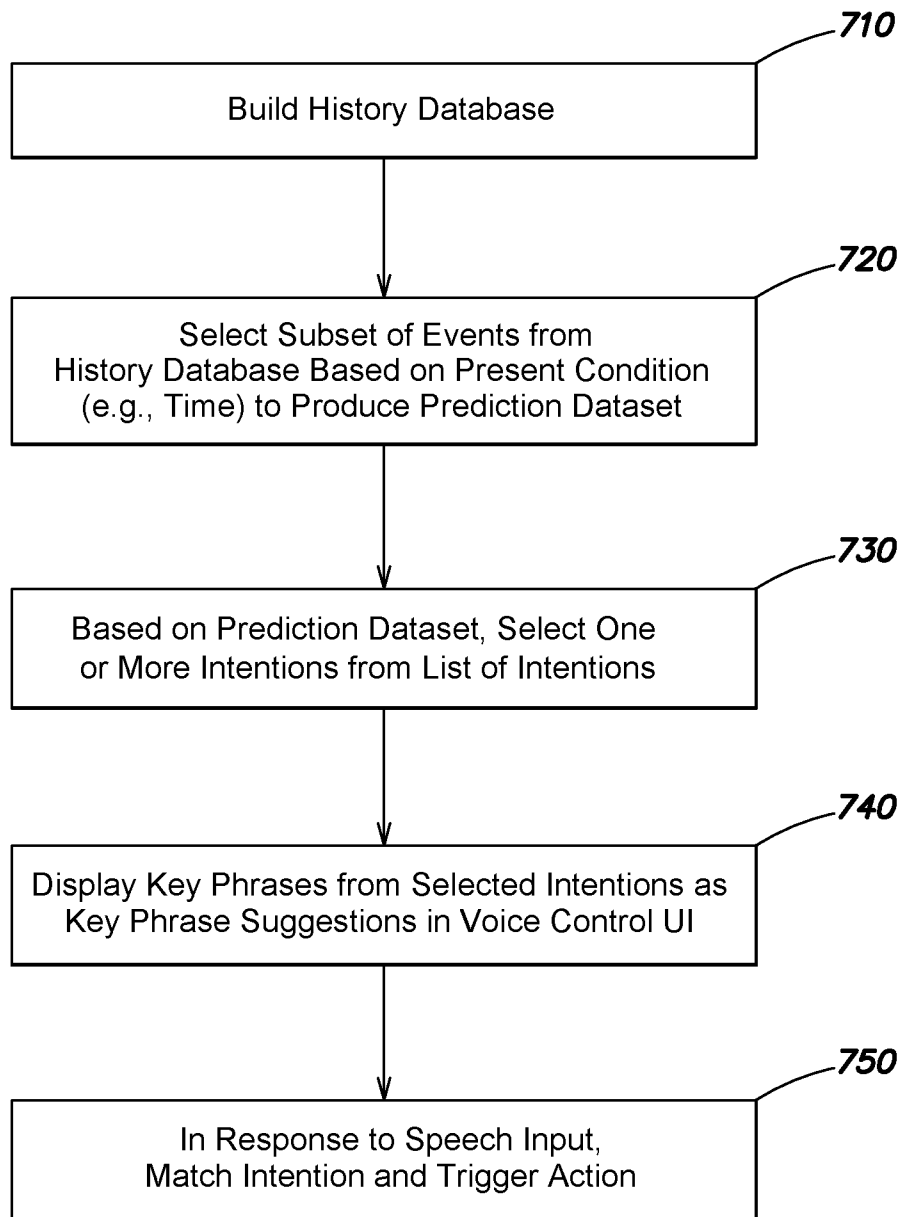 710
Build History Database
720
Select Subset of Events from
History Database Based on Present Condition
(e.g., Time) to Produce Prediction Dataset
730
Based on Prediction Dataset, Select One
or More Intentions from List of Intentions
740
Display Key Phrases from Selected Intentions as
Key Phrase Suggestions in Voice Control UI
750
In Response to Speech Input,
Match Intention and Trigger Action